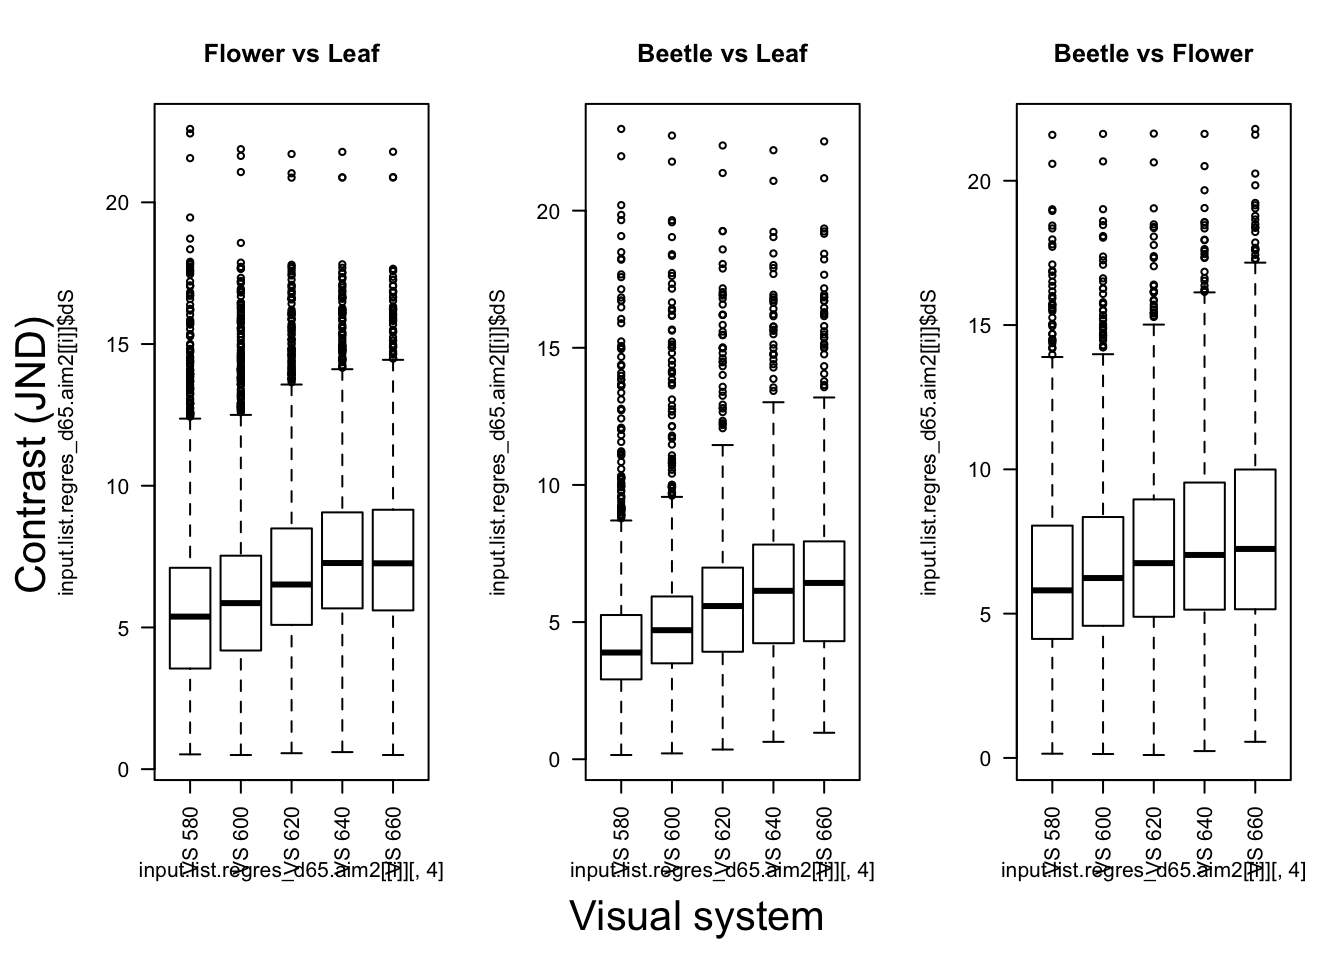 Flower vs Leaf
Beetle vs Leaf
Beetle vs Flower
Contrast (JND)
input.list.regres_d65.aim2[[i]]$dS
20
15
10
5
0
VS 580
VS 600
VS 620
VS 640
VS 660
input.list.regres_d65.aim2[[i]][, 4]
input.list.regres_d65.aim2[[i]]$dS
20
15
10
5
0
VS 580
VS 600
VS 620
VS 640
VS 660
input.list.regres_d65.aim2[[i]][, 4]
input.list.regres_d65.aim2[[i]]$dS
20
15
10
5
0
VS 580
VS 600
VS 620
VS 640
VS 660
input.list.regres_d65.aim2[[i]][, 4]
Visual system